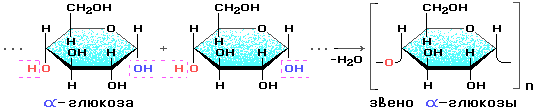 CH₂OH CH₂OH CH₂OH
H O H H O H H O H
H H H
... + ... –H₂O
OH H OH H OH H
H O OH H O OH O
H OH H OH H OH
n
α–глюкоза звено α–глюкозы